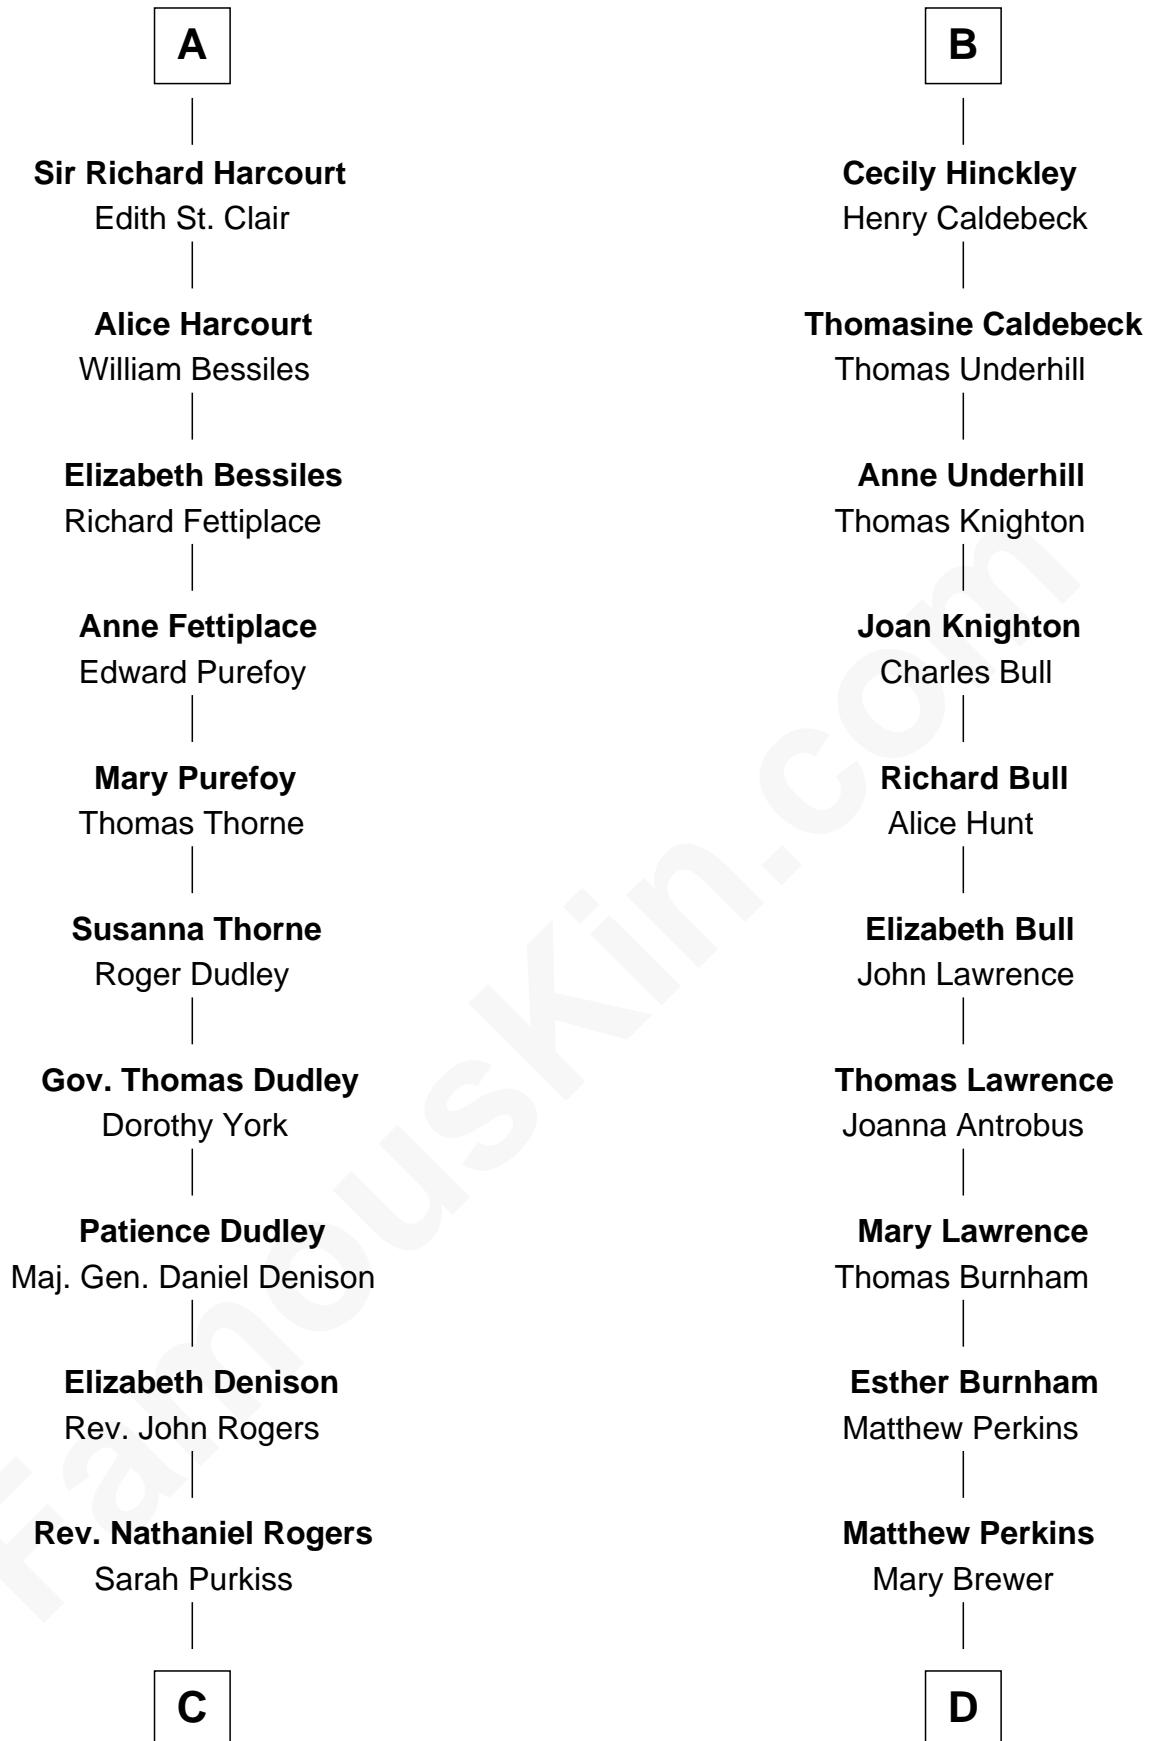 A
Sir Richard Harcourt
Edith St. Clair
Alice Harcourt
William Bessiles
Elizabeth Bessiles
Richard Fettiplace
Anne Fettiplace
Edward Purefoy
Mary Purefoy
Thomas Thorne
Susanna Thorne
Roger Dudley
Gov. Thomas Dudley
Dorothy York
Patience Dudley
Maj. Gen. Daniel Denison
Elizabeth Denison
Rev. John Rogers
Rev. Nathaniel Rogers
Sarah Purkiss
C
B
Cecily Hinckley
Henry Caldebeck
Thomasine Caldebeck
Thomas Underhill
Anne Underhill
Thomas Knighton
Joan Knighton
Charles Bull
Richard Bull
Alice Hunt
Elizabeth Bull
John Lawrence
Thomas Lawrence
Joanna Antrobus
Mary Lawrence
Thomas Burnham
Esther Burnham
Matthew Perkins
Matthew Perkins
Mary Brewer
D
FamousKin.com